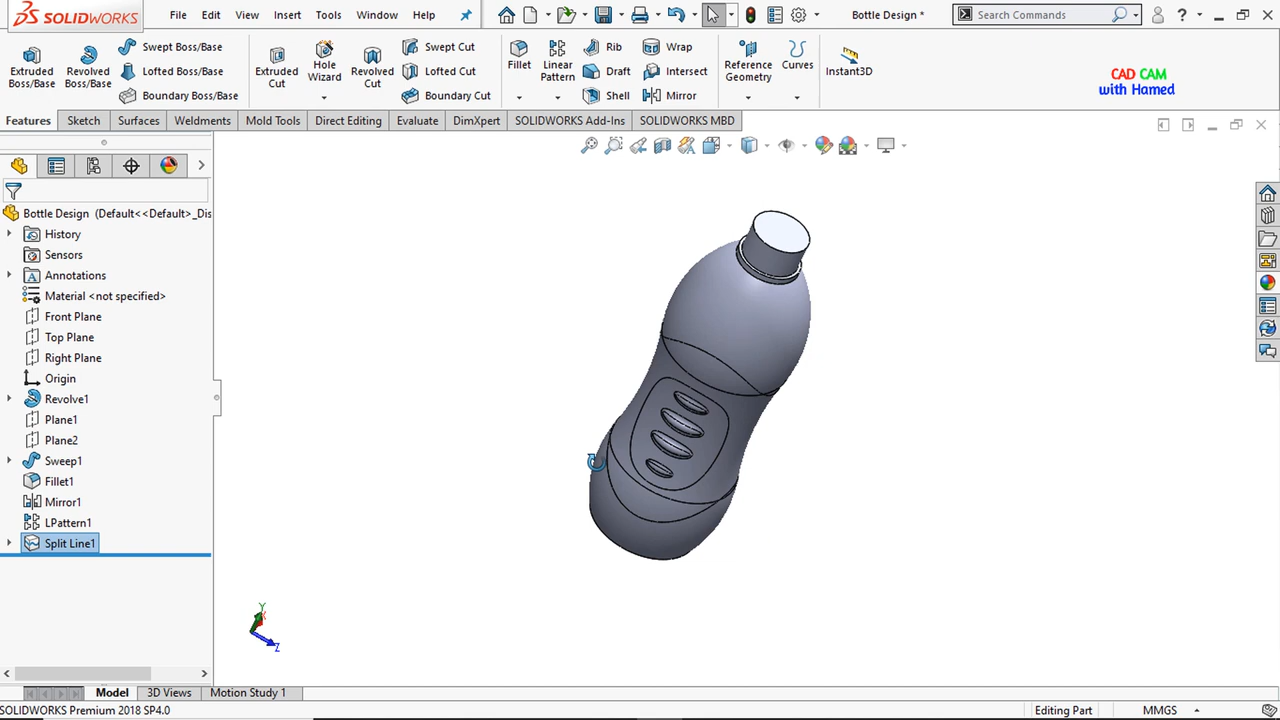 SOLIDWORKS
File Edit View Insert Tools Window Help
Bottle Design *
Search Commands
Extruded Boss/Base
Revolved Boss/Base
Swept Boss/Base
Lofted Boss/Base
Boundary Boss/Base
Extruded Cut
Hole Wizard
Revolved Cut
Swept Cut
Lofted Cut
Boundary Cut
Fillet
Linear Pattern
Rib
Draft
Shell
Wrap
Intersect
Mirror
Reference Geometry
Curves
Instant3D
CAD CAM
with Hamed
Features Sketch Surfaces Weldments Mold Tools Direct Editing Evaluate DimXpert SOLIDWORKS Add-Ins SOLIDWORKS MBD
Bottle Design (Default<<Default>_Dis
History
Sensors
Annotations
Material <not specified>
Front Plane
Top Plane
Right Plane
Origin
Revolve1
Plane1
Plane2
Sweep1
Fillet1
Mirror1
LPattern1
Split Line1
Y
X
Z
Model 3D Views Motion Study 1
SOLIDWORKS Premium 2018 SP4.0
Editing Part
MMGS